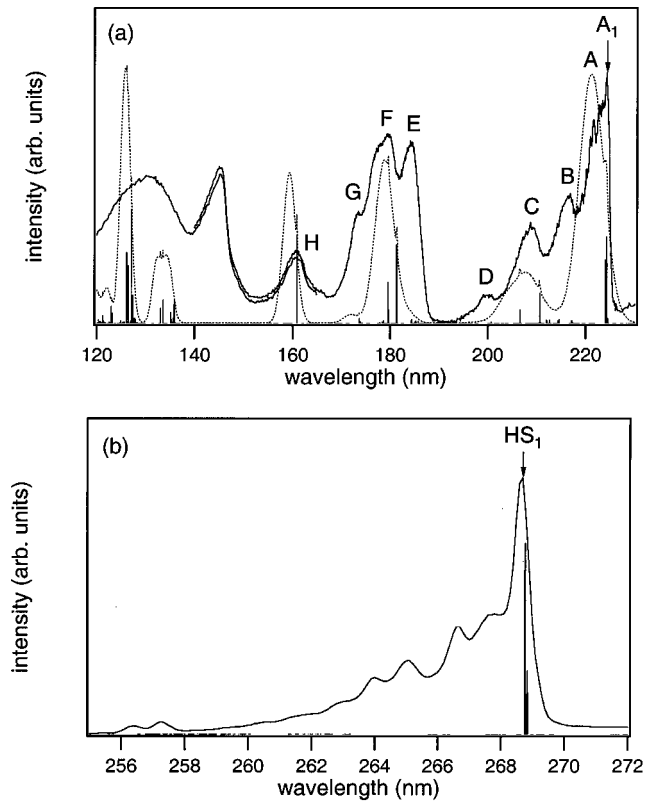 (a)
A₁
A
F
E
G
B
C
D
H
intensity (arb. units)
120 140 160 180 200 220
wavelength (nm)
(b)
HS₁
intensity (arb. units)
256 258 260 262 264 266 268 270 272
wavelength (nm)